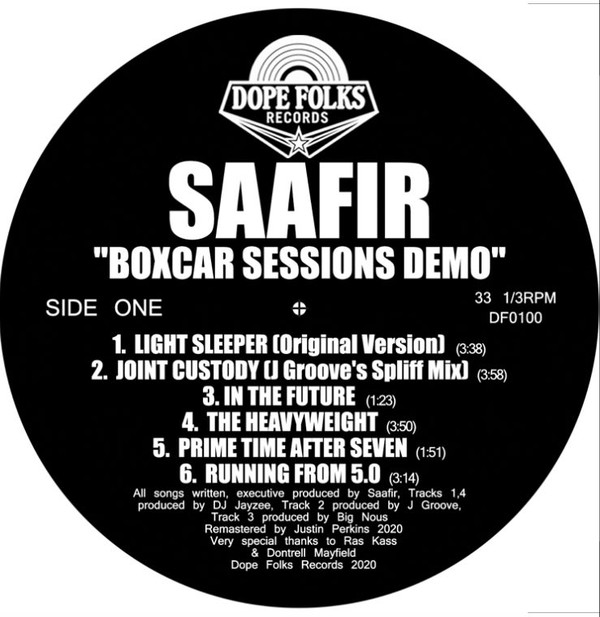 DOPE FOLKS
RECORDS
SAAFIR
"BOXCAR SESSIONS DEMO"
SIDE ONE
33 1/3RPM
DF0100
1. LIGHT SLEEPER (Original Version) (3:38)
2. JOINT CUSTODY (J Groove's Spliff Mix) (3:58)
3. IN THE FUTURE (1:23)
4. THE HEAVYWEIGHT (3:50)
5. PRIME TIME AFTER SEVEN (1:51)
6. RUNNING FROM 5.0 (3:14)
All songs written, executive produced by Saafir, Tracks 1,4
produced by DJ Jayzee, Track 2 produced by J Groove,
Track 3 produced by Big Nous
Remastered by Justin Perkins 2020
Very special thanks to Ras Kass
& Dontrell Mayfield
Dope Folks Records 2020